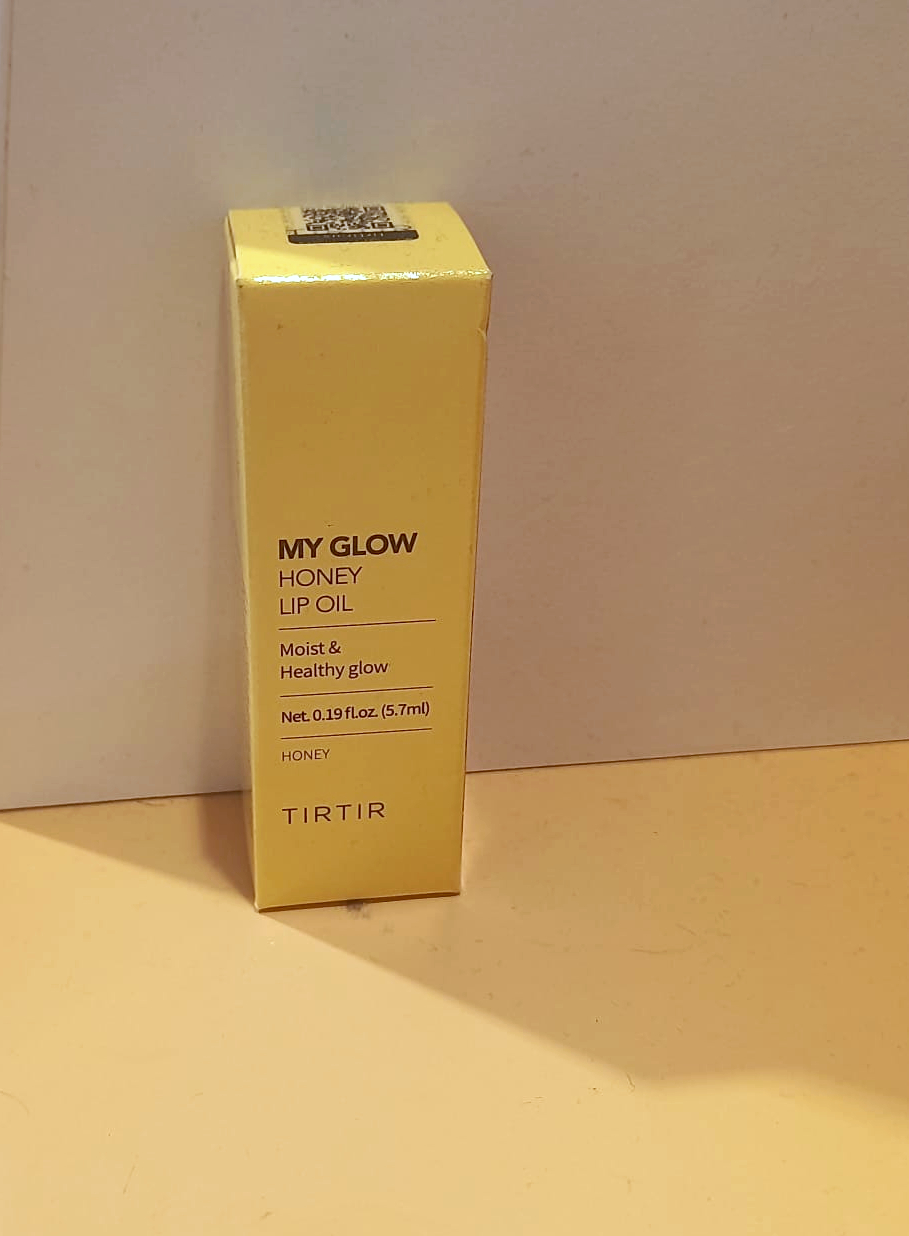 MY GLOW
HONEY
LIP OIL
Moist &
Healthy glow
Net. 0.19 fl.oz. (5.7ml)
HONEY
TIRTIR